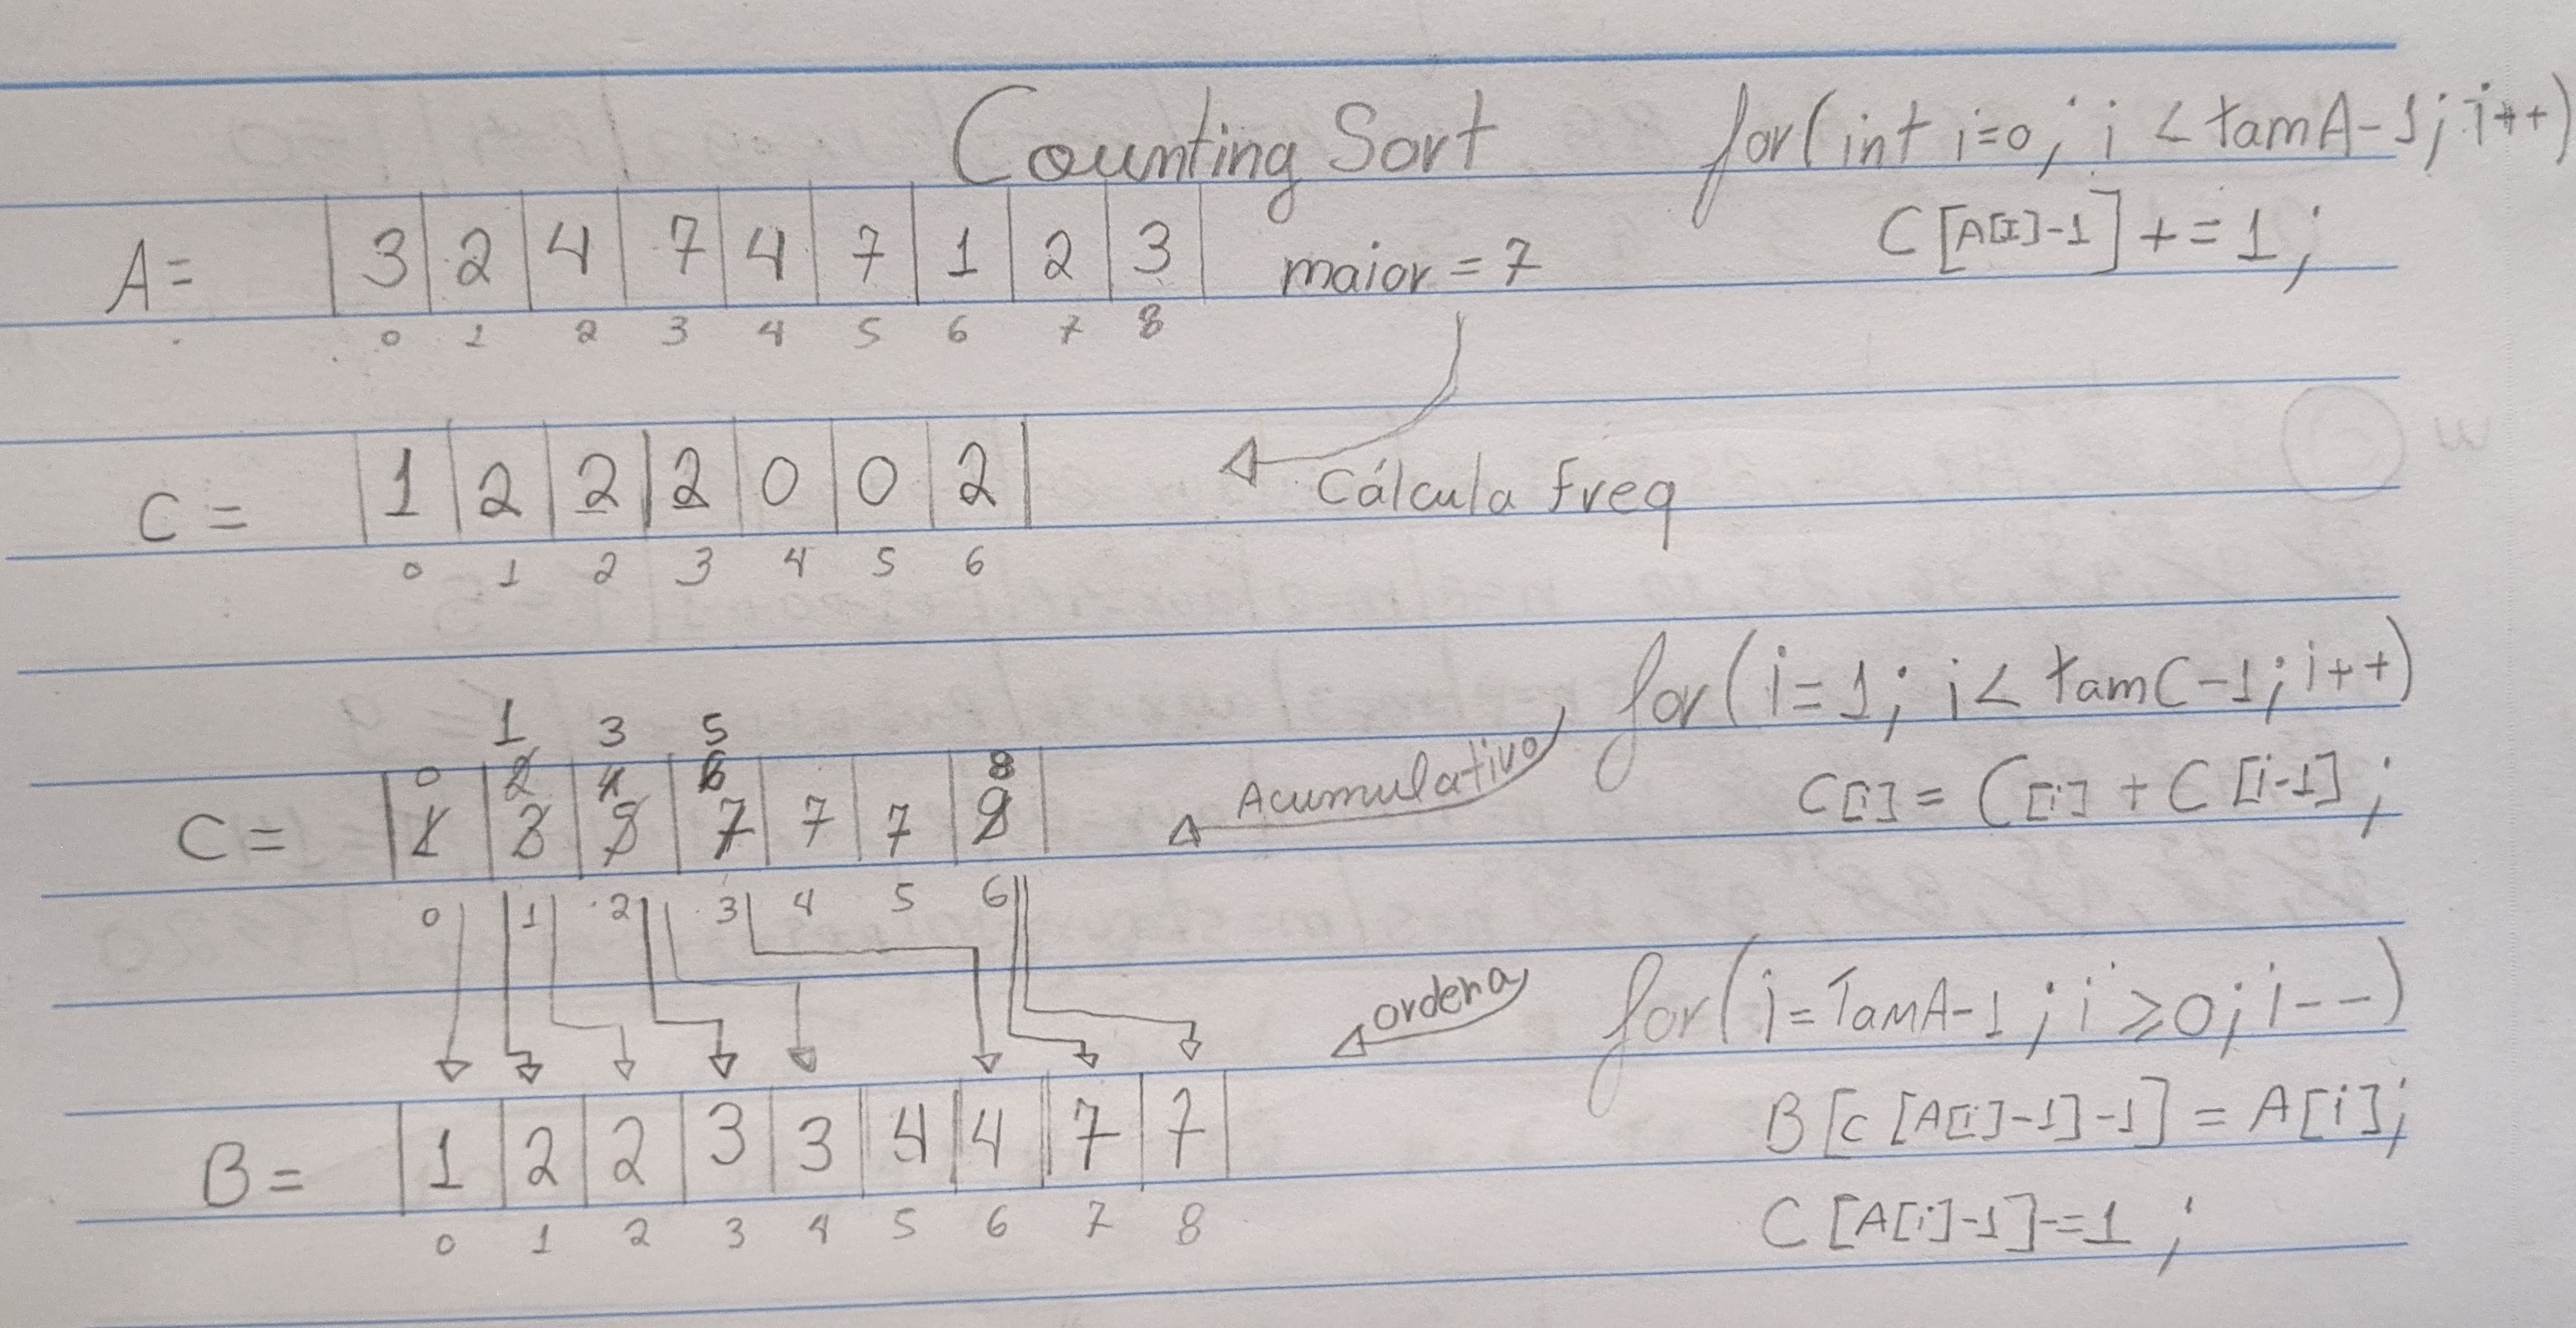 Counting Sort for(int i=0; i < tamA-1; i++)
A= 3 2 4 7 4 7 1 2 3 maior = 7 C[A[I]-1] += 1;
0 1 2 3 4 5 6 7 8
C= 1 2 2 2 0 0 2 Cálcula freq
0 1 2 3 4 5 6
for(i=1; i< tamC-1; i++)
1 3 5
0 2 4 6 8
C= 1 3 5 7 7 7 9 Acumulativo C[i] = C[i] + C[i-1];
0 1 2 3 4 5 6
ordena for(i=TamA-1; i ≥ 0; i--)
B= 1 2 2 3 3 4 4 7 7 B[c[A[i]-1]-1] = A[i];
0 1 2 3 4 5 6 7 8 C[A[i]-1]-=1;